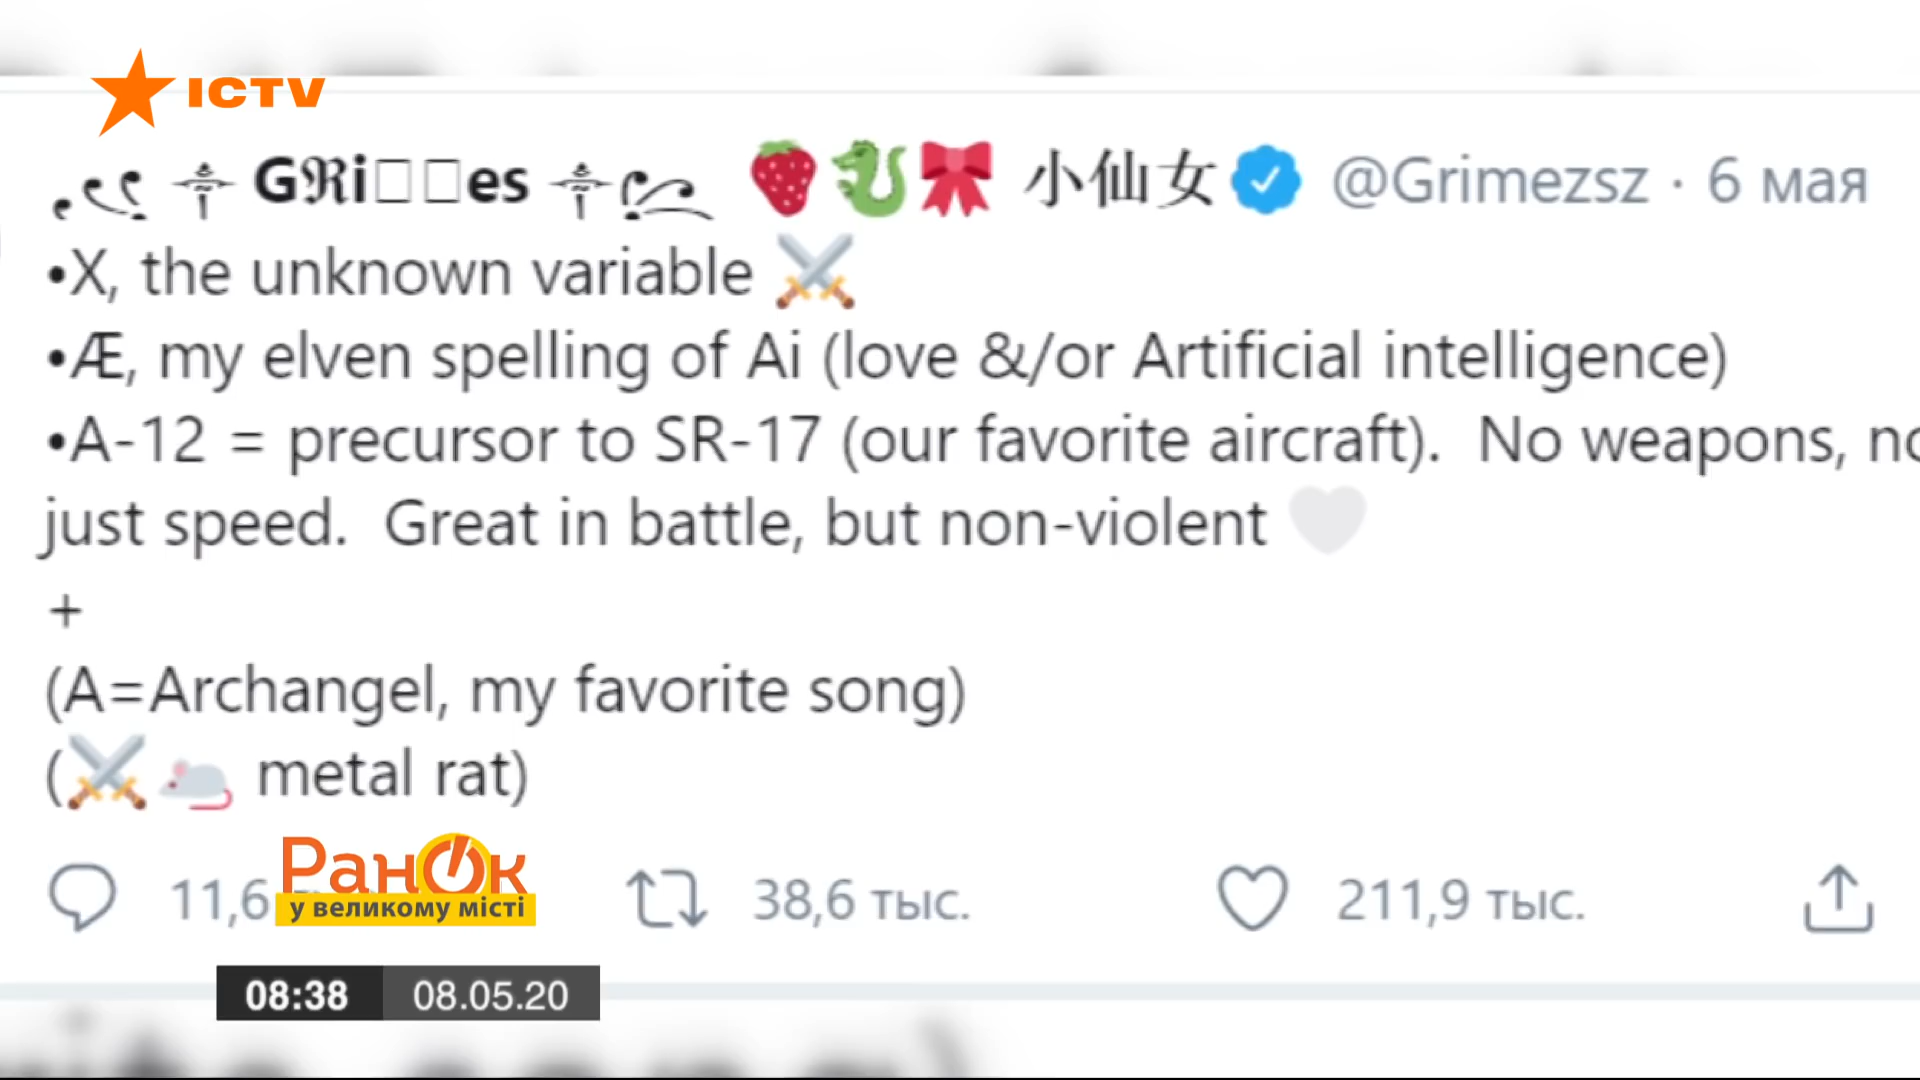 ICTV
Gℜi▯▯es 🍓🐉🎀 小仙女 @Grimezsz · 6 мая
•X, the unknown variable ⚔️
•Æ, my elven spelling of Ai (love &/or Artificial intelligence)
•A-12 = precursor to SR-17 (our favorite aircraft). No weapons,
just speed. Great in battle, but non-violent 🤍
+
(A=Archangel, my favorite song)
(⚔️🐁 metal rat)
11,6 38,6 тыс. 211,9 тыс.
Ранок
у великому місті
08:38 08.05.20